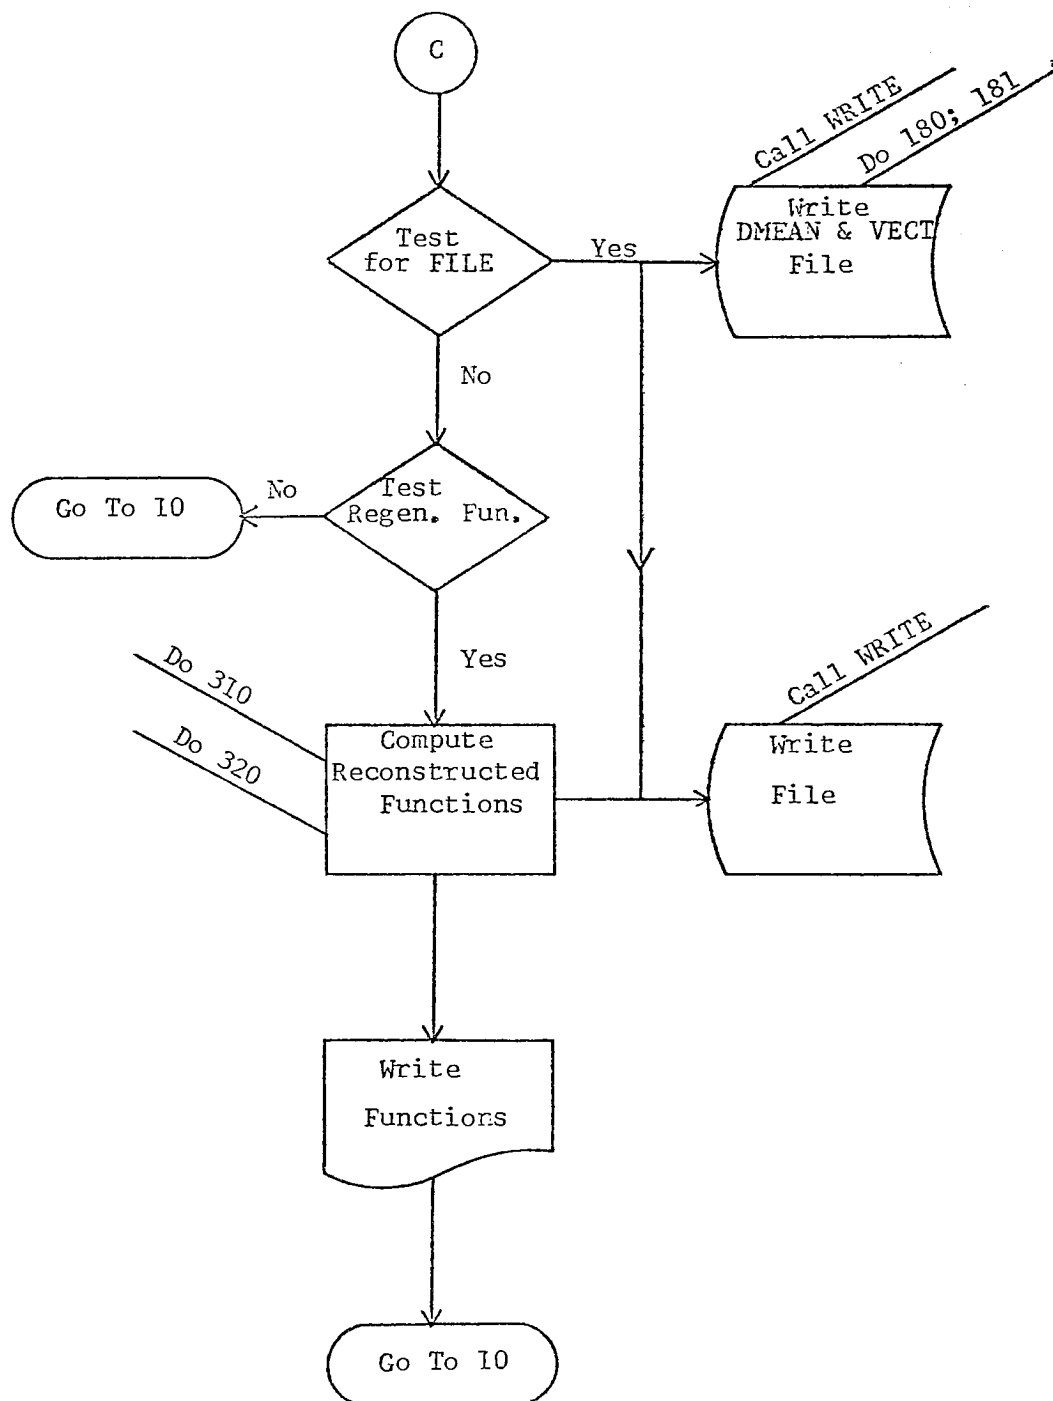 C
Call WRITE
Do 180; 181
Test
for FILE
Yes
Write
DMEAN & VECT
File
No
Test
Regen. Fun.
No
Go To 10
Yes
Do 310
Do 320
Compute
Reconstructed
Functions
Call WRITE
Write
File
Write
Functions
Go To 10